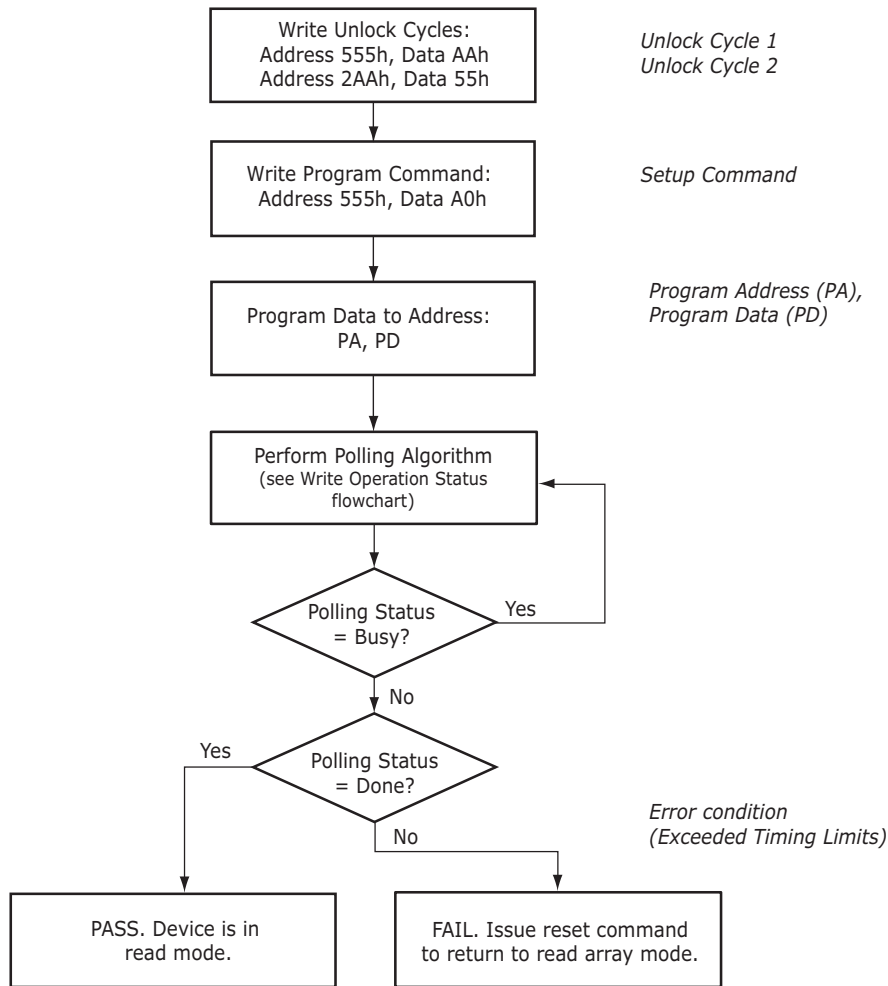 Write Unlock Cycles:
Address 555h, Data AAh
Address 2AAh, Data 55h
Unlock Cycle 1
Unlock Cycle 2
Write Program Command:
Address 555h, Data A0h
Setup Command
Program Data to Address:
PA, PD
Program Address (PA),
Program Data (PD)
Perform Polling Algorithm
(see Write Operation Status
flowchart)
Polling Status
= Busy?
Yes
No
Polling Status
= Done?
Yes
No
Error condition
(Exceeded Timing Limits)
PASS. Device is in
read mode.
FAIL. Issue reset command
to return to read array mode.